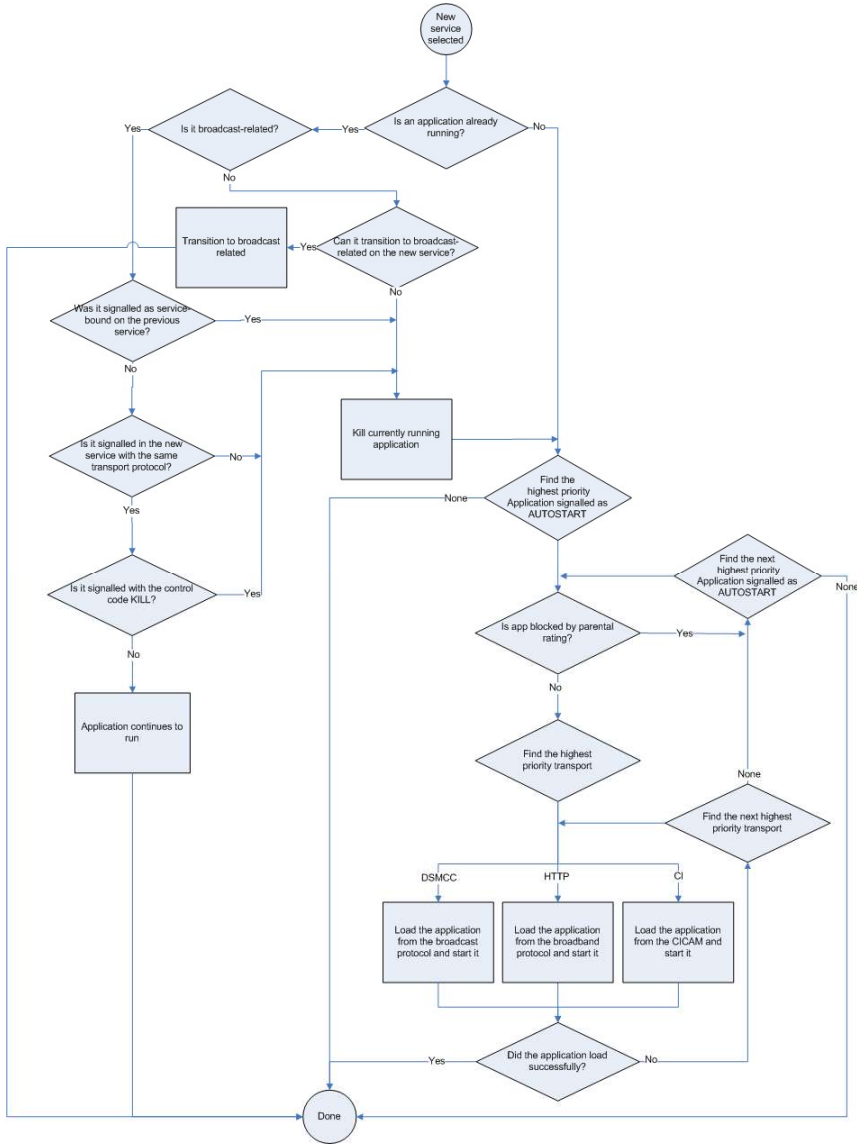 New
service
selected
Is an application already
running?
Yes
No
Is it broadcast-related?
Yes
No
Can it transition to broadcast-
related on the new service?
Yes
No
Transition to broadcast
related
Was it signalled as service-
bound on the previous
service?
Yes
No
Is it signalled in the new
service with the same
transport protocol?
No
Yes
Kill currently running
application
Is it signalled with the control
code KILL?
Yes
No
Application continues to
run
Find the
highest priority
Application signalled as
AUTOSTART
None
Find the next
highest priority
Application signalled as
AUTOSTART
None
Is app blocked by parental
rating?
Yes
No
Find the highest
priority transport
None
Find the next highest
priority transport
DSMCC
HTTP
CI
Load the application
from the broadcast
protocol and start it
Load the application
from the broadband
protocol and start it
Load the application
from the CICAM and
start it
Did the application load
successfully?
Yes
No
Done